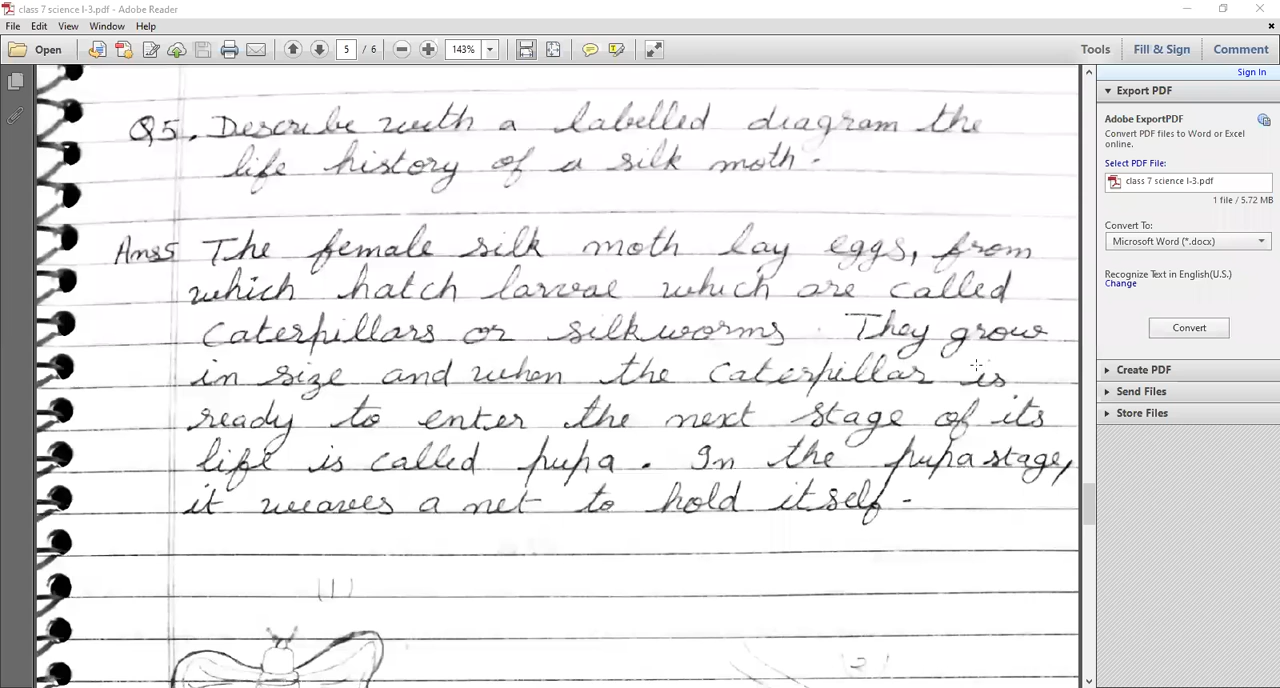 class 7 science l-3.pdf - Adobe Reader
File Edit View Window Help
Open 5 / 6 143% Tools Fill & Sign Comment
Sign In
Export PDF
Adobe ExportPDF
Convert PDF files to Word or Excel
online.
Select PDF File:
class 7 science l-3.pdf
1 file / 5.72 MB
Convert To:
Microsoft Word (*.docx)
Recognize Text in English(U.S.)
Change
Convert
Create PDF
Send Files
Store Files
Q5. Describe with a labelled diagram the
life history of a silk moth.
Ans5 The female silk moth lay eggs, from
which hatch larvae which are called
caterpillars or silkworms. They grow
in size and when the caterpillar is
ready to enter the next stage of its
life is called pupa. In the pupa stage,
it weaves a net to hold itself.
(1)
(2)